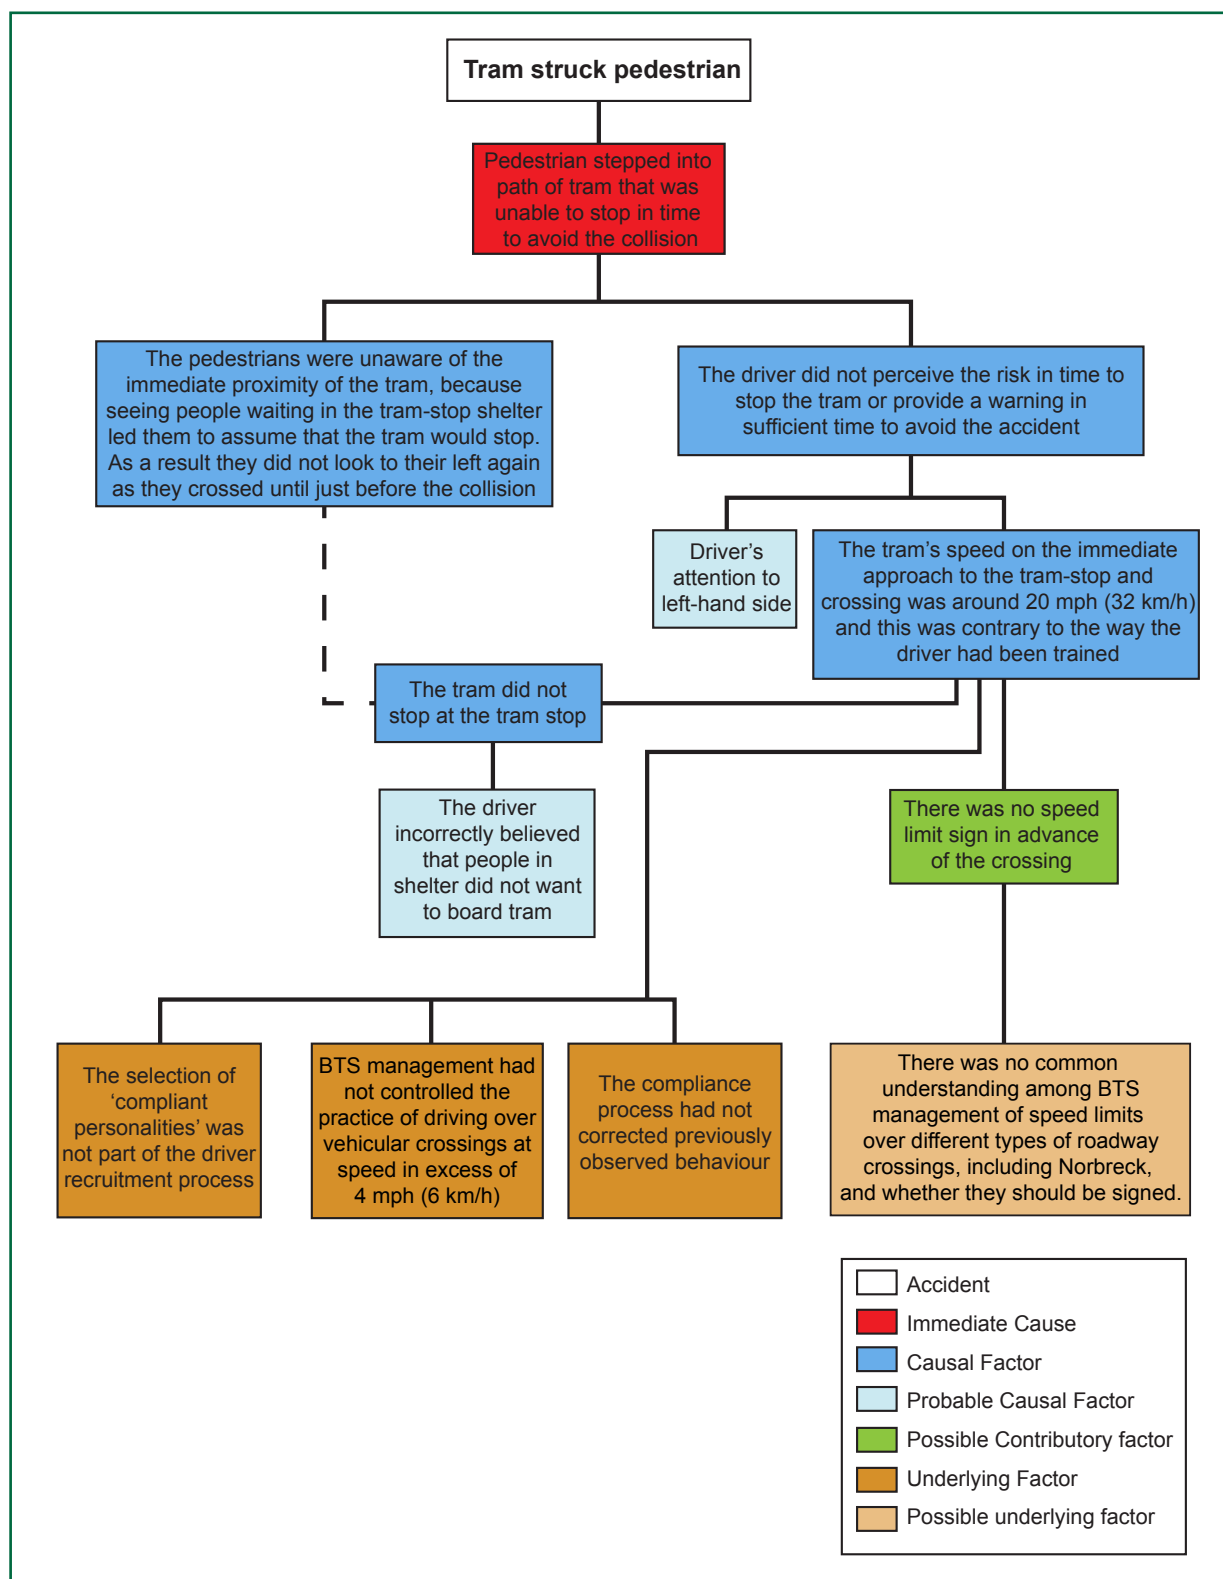 Tram struck pedestrian
Pedestrian stepped into
path of tram that was
unable to stop in time
to avoid the collision
The pedestrians were unaware of the
immediate proximity of the tram, because
seeing people waiting in the tram-stop shelter
led them to assume that the tram would stop.
As a result they did not look to their left again
as they crossed until just before the collision
The driver did not perceive the risk in time to
stop the tram or provide a warning in
sufficient time to avoid the accident
Driver's
attention to
left-hand side
The tram's speed on the immediate
approach to the tram-stop and
crossing was around 20 mph (32 km/h)
and this was contrary to the way the
driver had been trained
The tram did not
stop at the tram stop
The driver
incorrectly believed
that people in
shelter did not want
to board tram
There was no speed
limit sign in advance
of the crossing
The selection of
‘compliant
personalities’ was
not part of the driver
recruitment process
BTS management had
not controlled the
practice of driving over
vehicular crossings at
speed in excess of
4 mph (6 km/h)
The compliance
process had not
corrected previously
observed behaviour
There was no common
understanding among BTS
management of speed limits
over different types of roadway
crossings, including Norbreck,
and whether they should be signed.
Accident
Immediate Cause
Causal Factor
Probable Causal Factor
Possible Contributory factor
Underlying Factor
Possible underlying factor